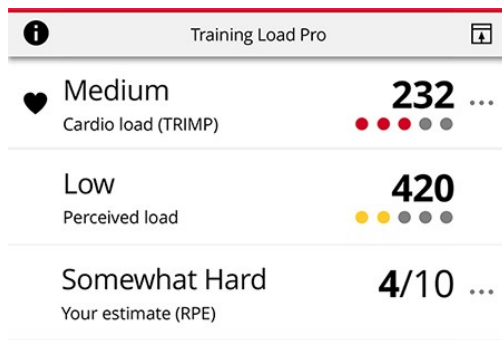 Training Load Pro
Medium 232
Cardio load (TRIMP)
Low 420
Perceived load
Somewhat Hard 4/10
Your estimate (RPE)